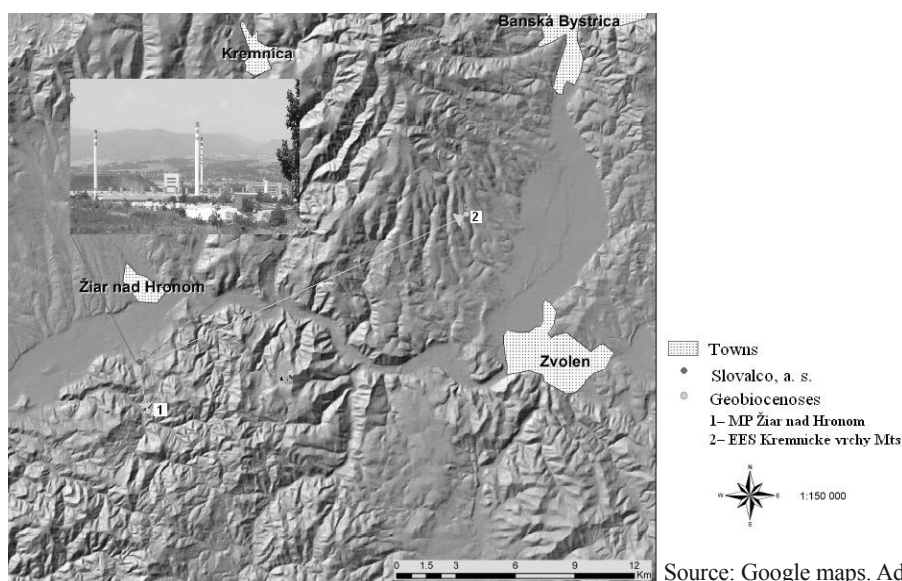 Banská Bystrica
Kremnica
2
Žiar nad Hronom
Zvolen
1
Towns
Slovalco, a. s.
Geobiocenoses
1– MP Žiar nad Hronom
2– EES Kremnické vrchy Mts
N
W E
S
1:150 000
0 1.5 3 6 9 12
Km
Source: Google maps. Ad